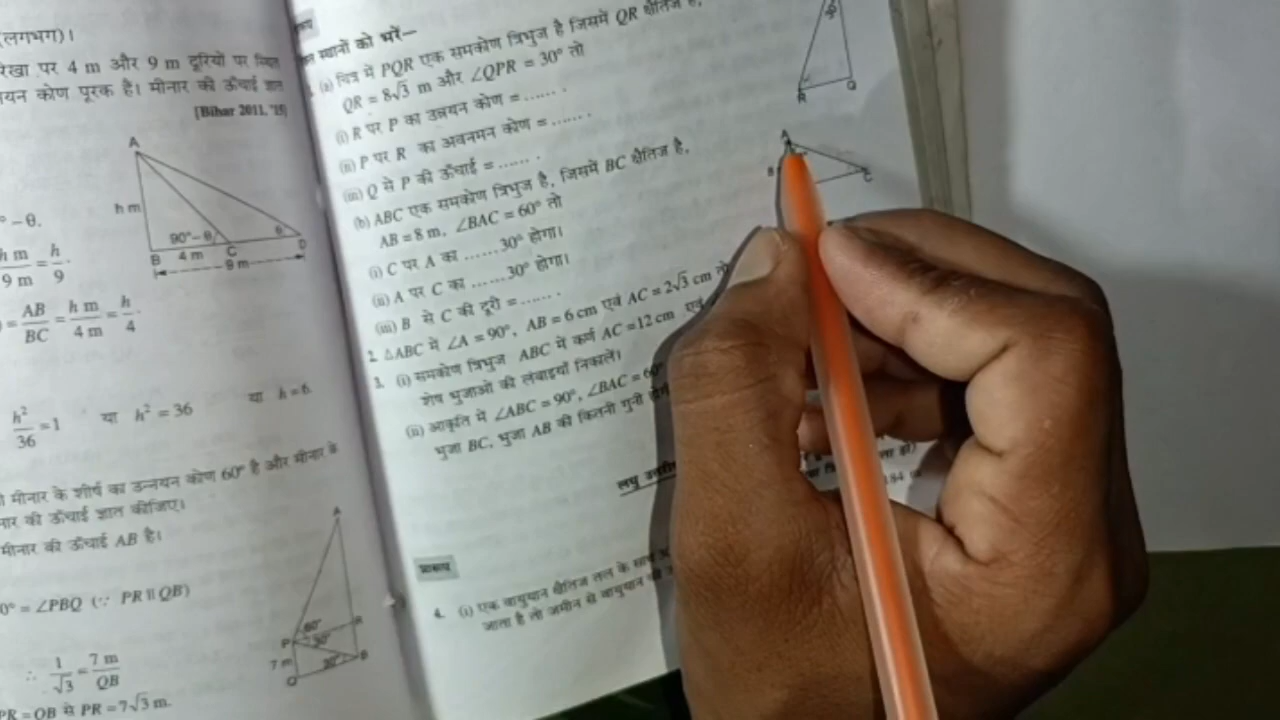 (लगभग)।
रेखा पर 4 m और 9 m दूरियों पर स्थित
कोण पूरक है। मीनार की ऊँचाई ज्ञात
[Bihar 2011, '15]
A
h m
90°−θ
θ
B 4 m C D
9 m
°−θ.
h m / 9 m = h / 9 .
= AB / BC = h m / 4 m = h / 4 .
h² / 36 = 1 या h² = 36 या h = 6.
मीनार के शीर्ष का उन्नयन कोण 60° है और मीनार के
की ऊँचाई ज्ञात कीजिए।
मीनार की ऊँचाई AB है।
0° = ∠PBQ (∵ PR ∥ QB)
A
60°
30°
P R
7 m
30° B
Q
∴ 1 / √3 = 7 m / QB
PR = QB से PR = 7√3 m.
स्थानों को भरें—
(a) चित्र में PQR एक समकोण त्रिभुज है जिसमें QR क्षैतिज है,
QR = 8√3 m और ∠QPR = 30° तो
(i) R पर P का उन्नयन कोण = ...... .
(ii) P पर R का अवनमन कोण = ...... .
(iii) Q से P की ऊँचाई = ...... .
(b) ABC एक समकोण त्रिभुज है, जिसमें BC क्षैतिज है,
AB = 8 m, ∠BAC = 60° तो
(i) C पर A का ...... 30° होगा।
(ii) A पर C का ...... 30° होगा।
(iii) B से C की दूरी = ...... .
2. △ABC में ∠A = 90°, AB = 6 cm एवं AC = 2√3 cm
3. (i) समकोण त्रिभुज ABC में कर्ण AC = 12 cm एवं
शेष भुजाओं की लंबाइयाँ निकालें।
(ii) आकृति में ∠ABC = 90°, ∠BAC = 60°
भुजा BC, भुजा AB की कितनी गुनी
लघु
4. (i) एक वायुयान क्षैतिज तल के साथ
जाता है तो जमीन से वायुयान की
R Q
A
B C